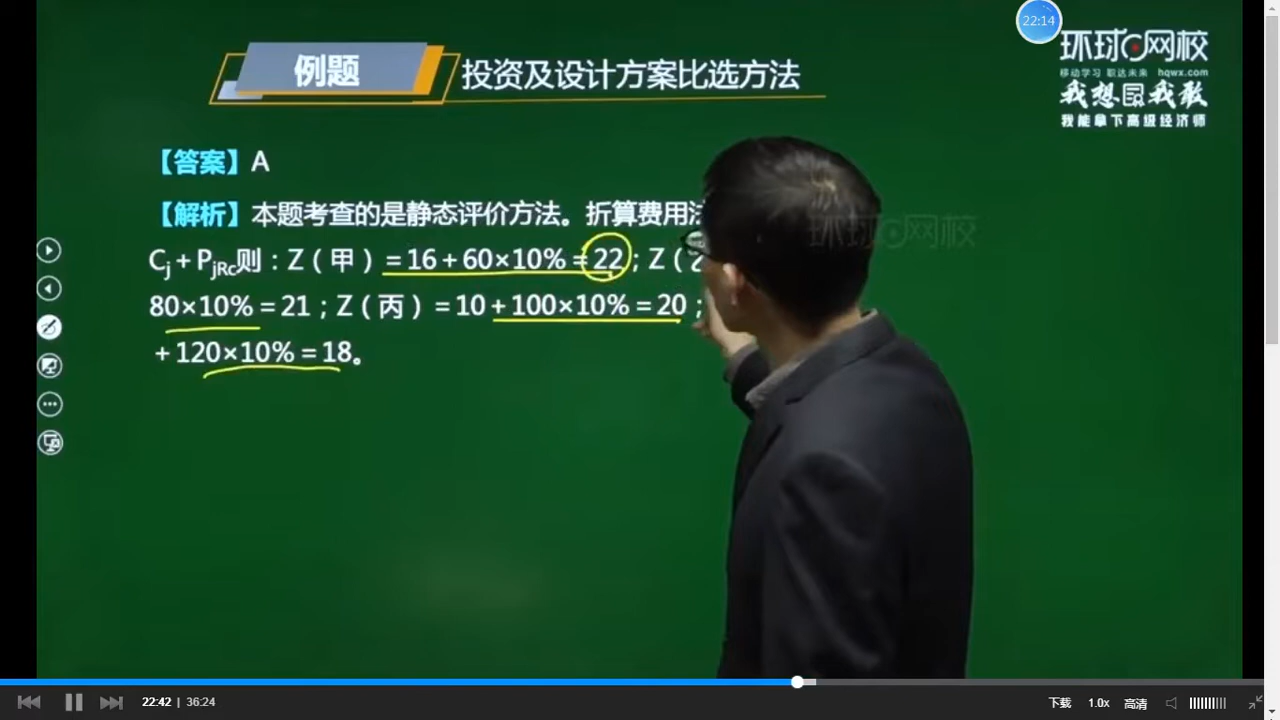 22:14
环球网校
移动学习 职达未来 hqwx.com
我想我敢
我能拿下高级经济师
例题
投资及设计方案比选方法
【答案】A
【解析】本题考查的是静态评价方法。折算费用法
Cj+PjRc则：Z（甲）=16+60×10%=22；Z（乙
80×10%=21；Z（丙）=10+100×10%=20；
+120×10%=18。
环球网校
22:42 | 36:24
下载 1.0x 高清